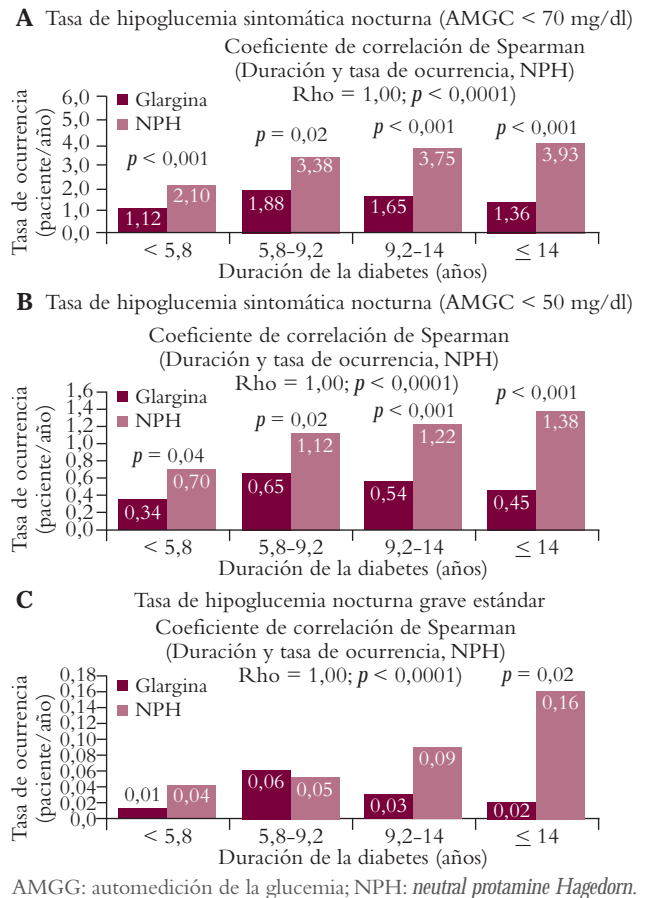 A Tasa de hipoglucemia sintomática nocturna (AMGC < 70 mg/dl)
Coeficiente de correlación de Spearman
(Duración y tasa de ocurrencia, NPH)
Rho = 1,00; p < 0,0001)
Tasa de ocurrencia
(paciente/año)
6,0
5,0
4,0
3,0
2,0
1,0
0,0
Glargina
NPH
p < 0,001
p = 0,02
p < 0,001
p < 0,001
1,12
2,10
1,88
3,38
1,65
3,75
1,36
3,93
< 5,8
5,8-9,2
9,2-14
≤ 14
Duración de la diabetes (años)
B Tasa de hipoglucemia sintomática nocturna (AMGC < 50 mg/dl)
Coeficiente de correlación de Spearman
(Duración y tasa de ocurrencia, NPH)
Rho = 1,00; p < 0,0001)
Tasa de ocurrencia
(paciente/año)
1,6
1,4
1,2
1,0
0,8
0,6
0,4
0,2
0,0
Glargina
NPH
p = 0,04
p = 0,02
p < 0,001
p < 0,001
0,34
0,70
0,65
1,12
0,54
1,22
0,45
1,38
< 5,8
5,8-9,2
9,2-14
≤ 14
Duración de la diabetes (años)
C Tasa de hipoglucemia nocturna grave estándar
Coeficiente de correlación de Spearman
(Duración y tasa de ocurrencia, NPH)
Rho = 1,00; p < 0,0001)
Tasa de ocurrencia
(paciente/año)
0,18
0,16
0,14
0,12
0,10
0,08
0,06
0,04
0,02
0,0
Glargina
NPH
p = 0,02
0,01
0,04
0,06
0,05
0,03
0,09
0,02
0,16
< 5,8
5,8-9,2
9,2-14
≤ 14
Duración de la diabetes (años)
AMGG: automedición de la glucemia; NPH: neutral protamine Hagedorn.